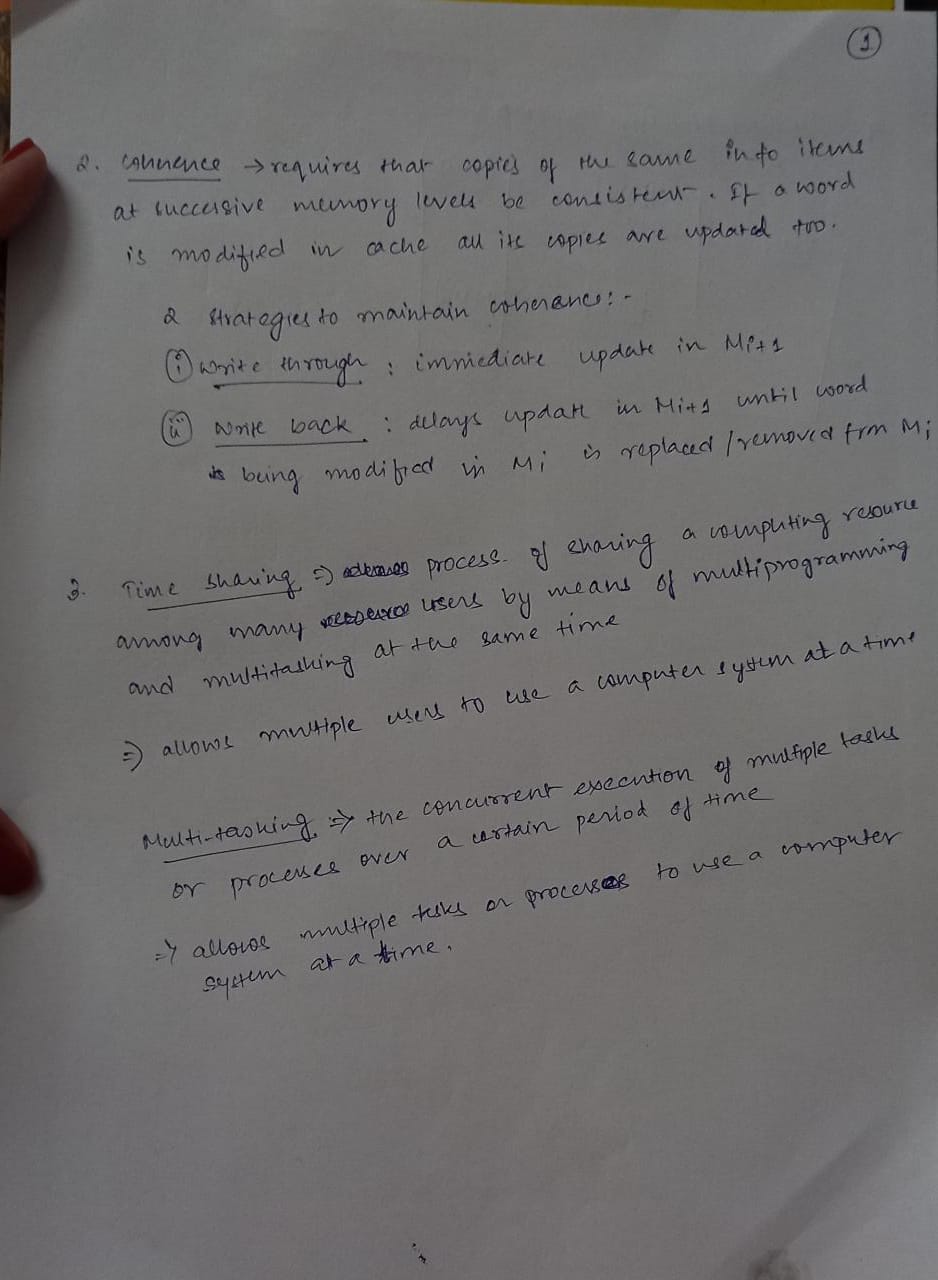 1
2. Coherence → requires that copies of the same info items
at successive memory levels be consistent. If a word
is modified in cache all its copies are updated too.
2 strategies to maintain coherence:-
(i) Write through : immediate update in Mi+1
(ii) Write back : delays update in Mi+1 until word
being modified in Mi is replaced/removed frm Mi
3. Time sharing ⇒ process of sharing a computing resource
among many users by means of multiprogramming
and multitasking at the same time
⇒ allows multiple users to use a computer system at a time
Multi-tasking ⇒ the concurrent execution of multiple tasks
or processes over a certain period of time
⇒ allows multiple tasks or processes to use a computer
system at a time.